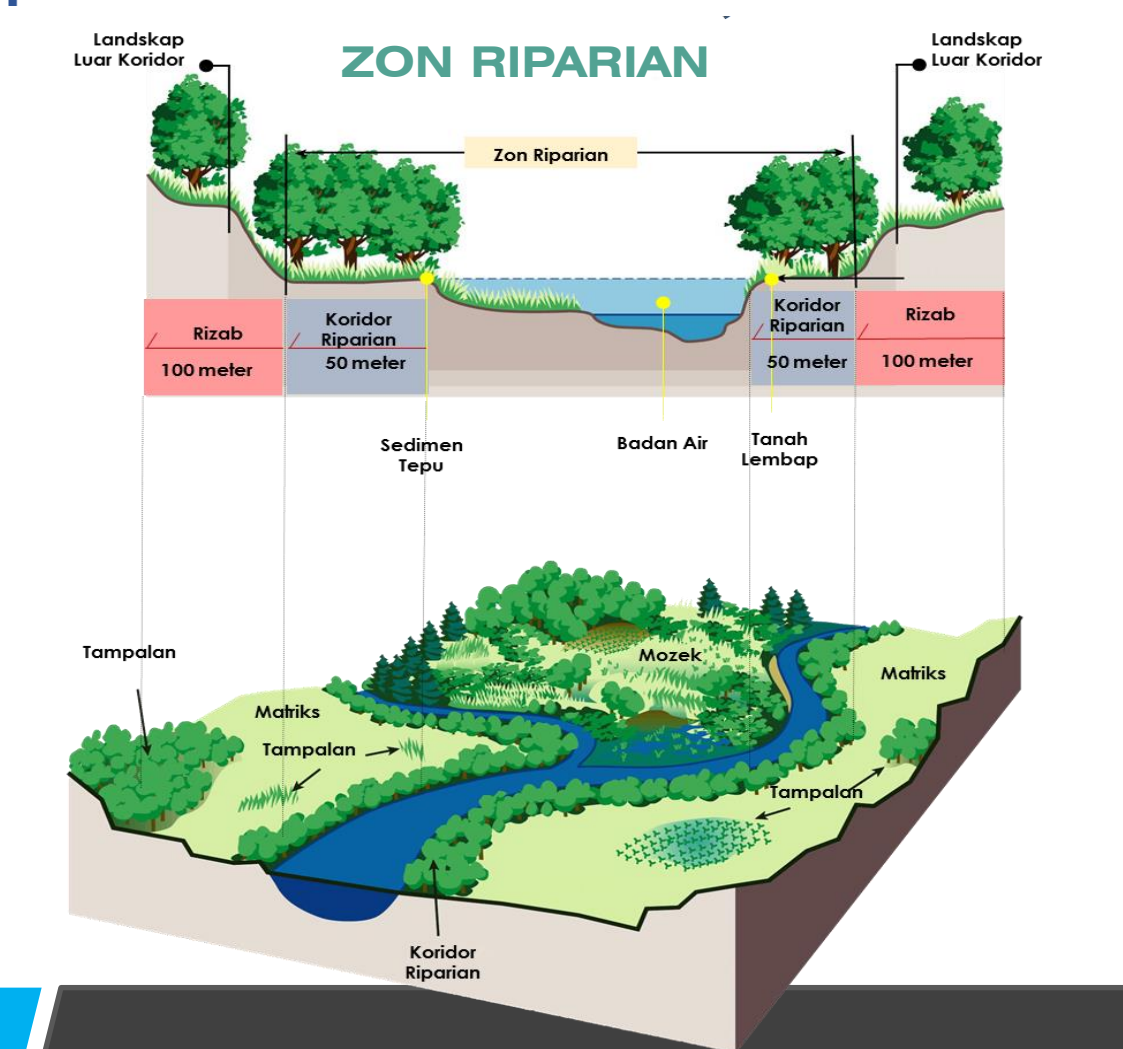 ZON RIPARIAN
Landskap
Luar Koridor
Landskap
Luar Koridor
Zon Riparian
Rizab
100 meter
Koridor
Riparian
50 meter
Koridor
Riparian
50 meter
Rizab
100 meter
Sedimen
Tepu
Badan Air
Tanah
Lembap
Tampalan
Mozek
Matriks
Matriks
Tampalan
Tampalan
Koridor
Riparian